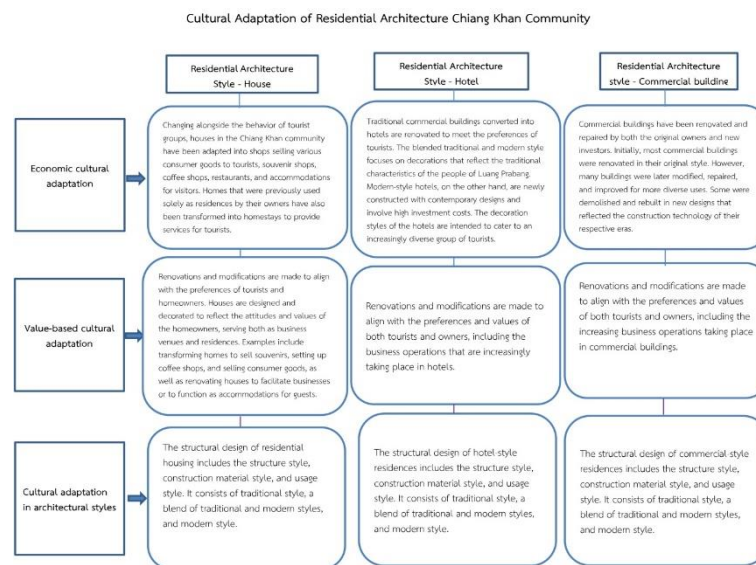 Cultural Adaptation of Residential Architecture Chiang Khan Community
Residential Architecture
Style - House
Residential Architecture
Style - Hotel
Residential Architecture
style - Commercial building
Economic cultural
adaptation
Changing alongside the behavior of tourist
groups, houses in the Chiang Khan community
have been adapted into shops selling various
consumer goods to tourists, souvenir shops,
coffee shops, restaurants, and accommodations
for visitors. Homes that were previously used
solely as residences by their owners have also
been transformed into homestays to provide
services for tourists.
Traditional commercial buildings converted into
hotels are renovated to meet the preferences of
tourists. The blended traditional and modern style
focuses on decorations that reflect the traditional
characteristics of the people of Luang Prabang.
Modern-style hotels, on the other hand, are newly
constructed with contemporary designs and
involve high investment costs. The decoration
styles of the hotels are intended to cater to an
increasingly diverse group of tourists.
Commercial buildings have been renovated and
repaired by both the original owners and new
investors. Initially, most commercial buildings
were renovated in their original style. However,
many buildings were later modified, repaired,
and improved for more diverse uses. Some were
demolished and rebuilt in new designs that
reflected the construction technology of their
respective eras.
Value-based cultural
adaptation
Renovations and modifications are made to align
with the preferences of tourists and
homeowners. Houses are designed and
decorated to reflect the attitudes and values of
the homeowners, serving both as business
venues and residences. Examples include
transforming homes to sell souvenirs, setting up
coffee shops, and selling consumer goods, as
well as renovating houses to facilitate businesses
or to function as accommodations for guests.
Renovations and modifications are made to
align with the preferences and values of
both tourists and owners, including the
business operations that are increasingly
taking place in hotels.
Renovations and modifications are made
to align with the preferences and values
of both tourists and owners, including
the increasing business operations taking place
in commercial buildings.
Cultural adaptation
in architectural styles
The structural design of residential
housing includes the structure style,
construction material style, and usage
style. It consists of traditional style, a
blend of traditional and modern styles,
and modern style.
The structural design of hotel-style
residences includes the structure style,
construction material style, and usage
style. It consists of traditional style, a
blend of traditional and modern styles,
and modern style.
The structural design of commercial-style
residences includes the structure style,
construction material style, and usage
style. It consists of traditional style, a
blend of traditional and modern styles, and
modern style.